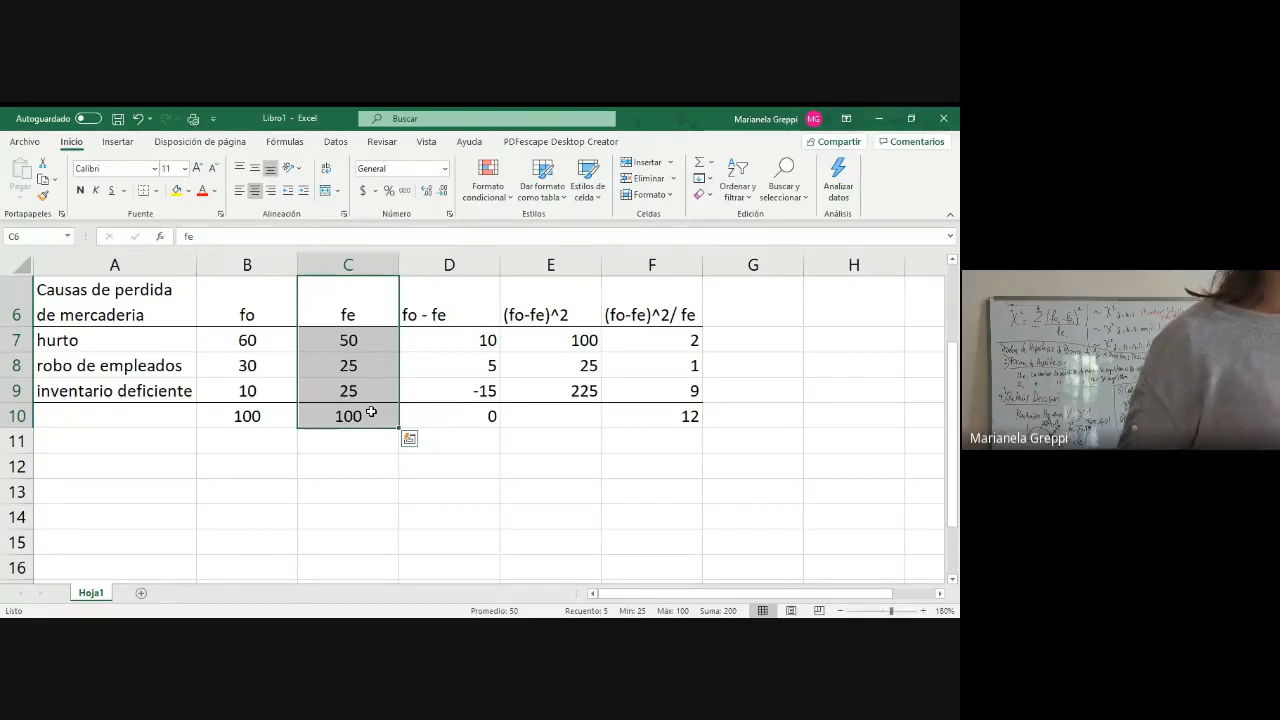 Autoguardado
Libro1 - Excel
Buscar
Marianela Greppi
MG
Archivo Inicio Insertar Disposición de página Fórmulas Datos Revisar Vista Ayuda PDFescape Desktop Creator
Compartir
Comentarios
Pegar
Calibri
11
N K S
General
$ % 000
Formato
condicional
Dar formato
como tabla
Estilos de
celda
Insertar
Eliminar
Formato
Ordenar y
filtrar
Buscar y
seleccionar
Analizar
datos
Portapapeles Fuente Alineación Número Estilos Celdas Edición Análisis
C6
fx
fe
A B C D E F G H
Causas de perdida
6 de mercaderia fo fe fo - fe (fo-fe)^2 (fo-fe)^2/ fe
7 hurto 60 50 10 100 2
8 robo de empleados 30 25 5 25 1
9 inventario deficiente 10 25 -15 225 9
10 100 100 0 12
11
12
13
14
15
16
Hoja1
Listo
Promedio: 50
Recuento: 5
Mín: 25
Máx: 100
Suma: 200
180%
Marianela Greppi